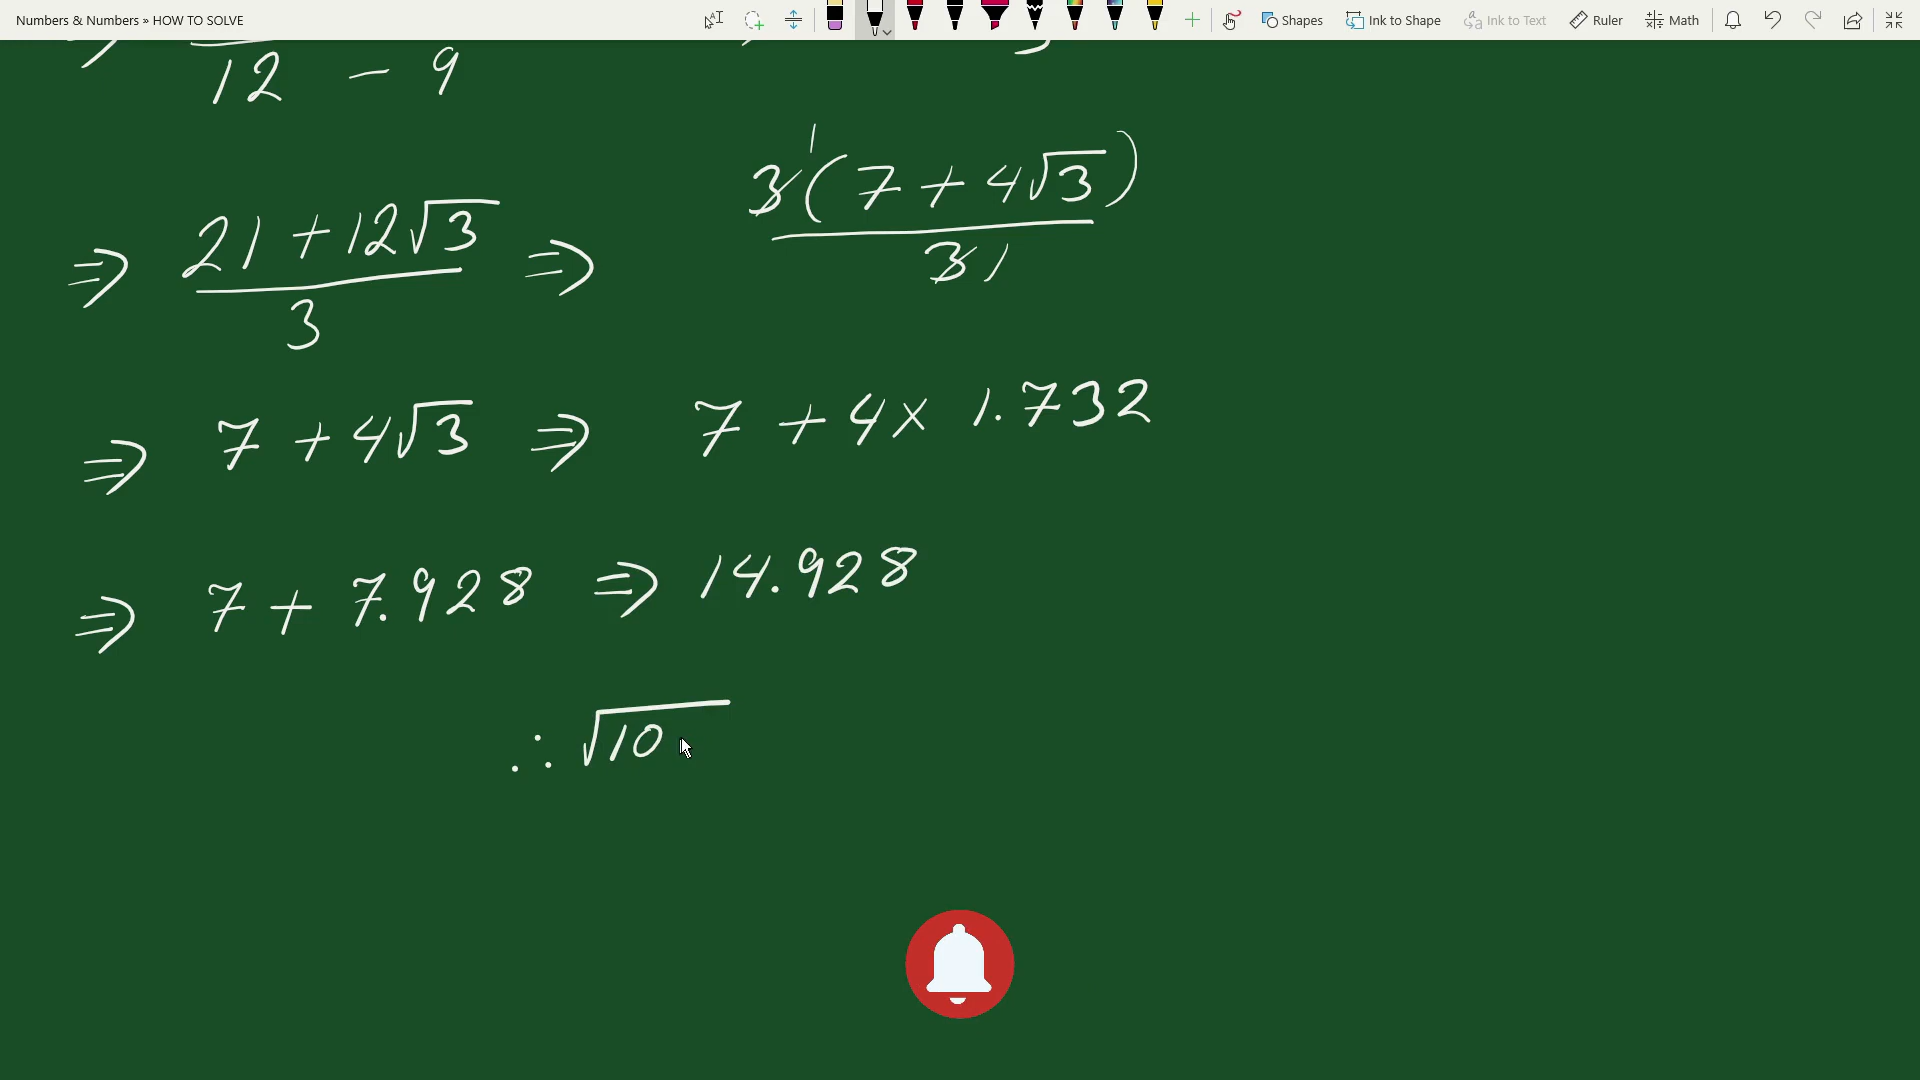 Numbers & Numbers » HOW TO SOLVE
Shapes Ink to Shape Ink to Text Ruler Math
12 - 9
⇒ 21 + 12√3 / 3 ⇒ 3(7 + 4√3) 1 / 3 1
⇒ 7 + 4√3 ⇒ 7 + 4 × 1.732
⇒ 7 + 7.928 ⇒ 14.928
∴ √10